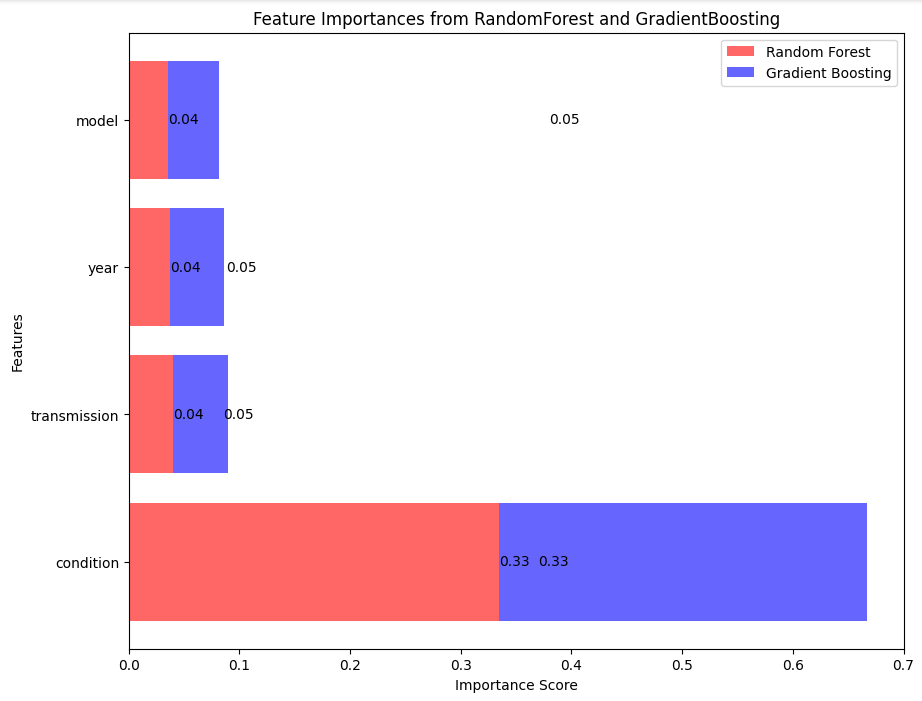 Feature Importances from RandomForest and GradientBoosting
Random Forest
Gradient Boosting
model
0.04
0.05
year
0.04
0.05
transmission
0.04
0.05
condition
0.33
0.33
Features
0.0
0.1
0.2
0.3
0.4
0.5
0.6
0.7
Importance Score